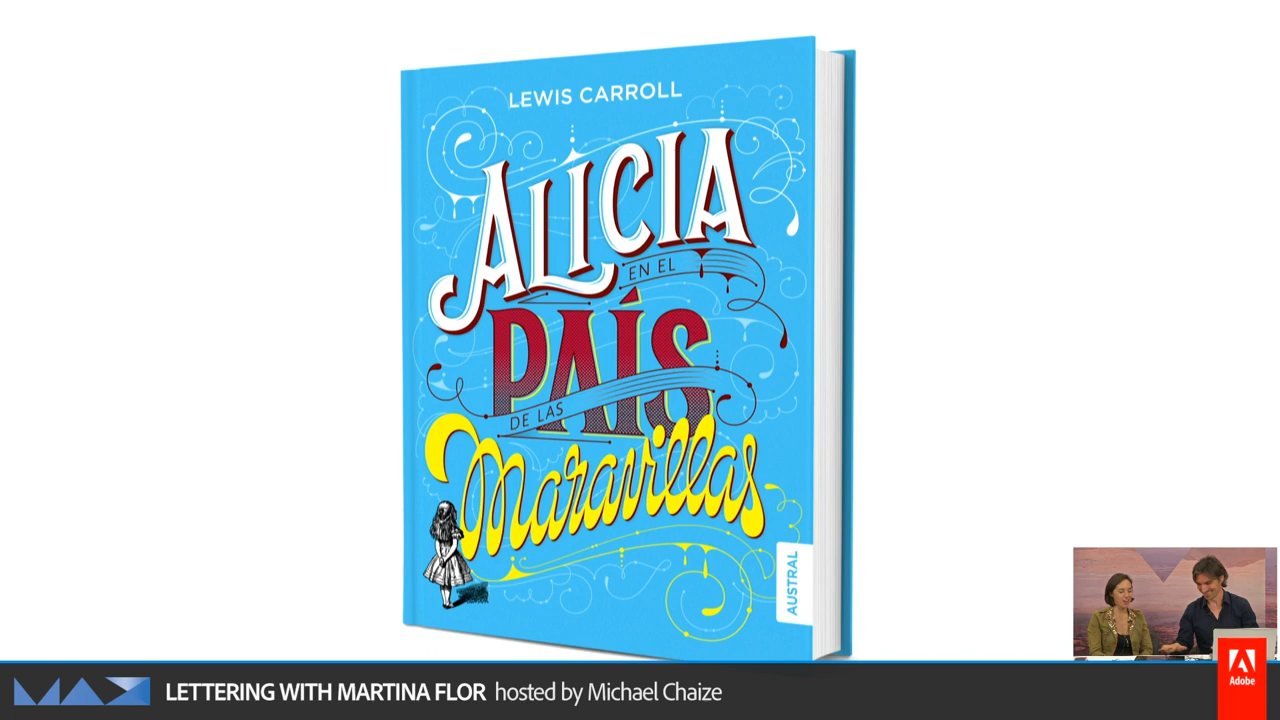 LEWIS CARROLL
ALICIA
EN EL
PAÍS
DE LAS
Maravillas
AUSTRAL
MAX LETTERING WITH MARTINA FLOR hosted by Michael Chaize
Adobe